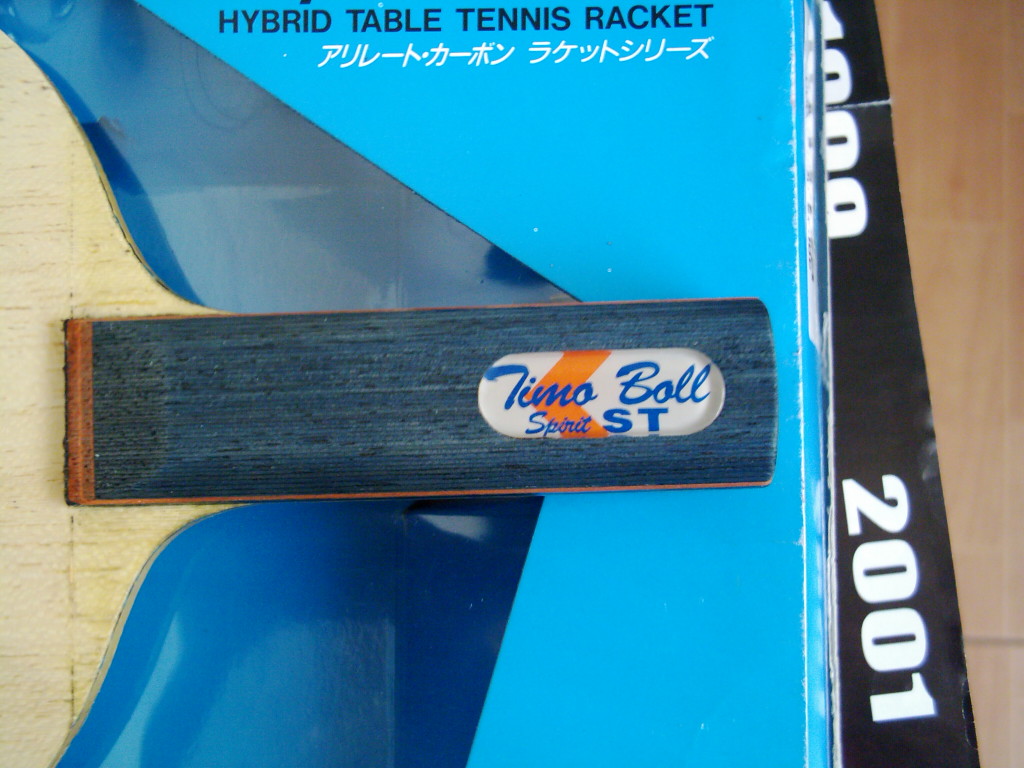 HYBRID TABLE TENNIS RACKET
アリレート・カーボン ラケットシリーズ
Timo Boll
Spirit ST
2001